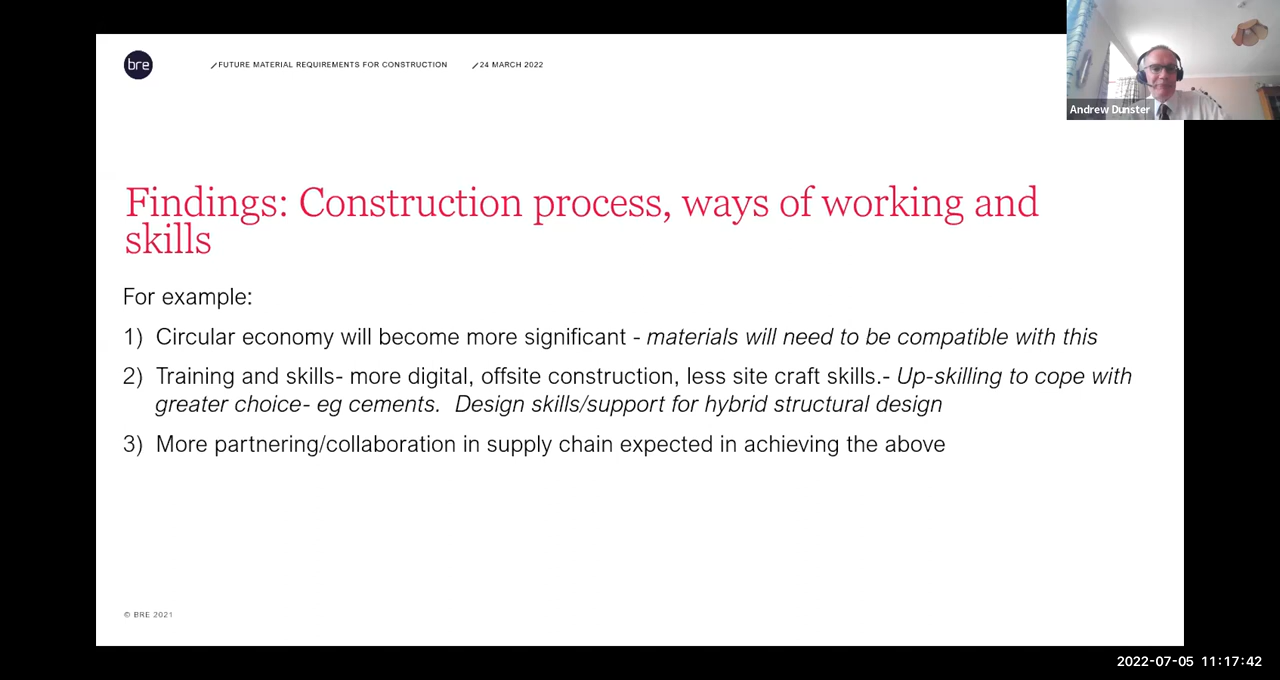 bre
FUTURE MATERIAL REQUIREMENTS FOR CONSTRUCTION
24 MARCH 2022
Andrew Dunster
Findings: Construction process, ways of working and
skills
For example:
1) Circular economy will become more significant - materials will need to be compatible with this
2) Training and skills- more digital, offsite construction, less site craft skills.- Up-skilling to cope with
greater choice- eg cements. Design skills/support for hybrid structural design
3) More partnering/collaboration in supply chain expected in achieving the above
© BRE 2021
2022-07-05 11:17:42